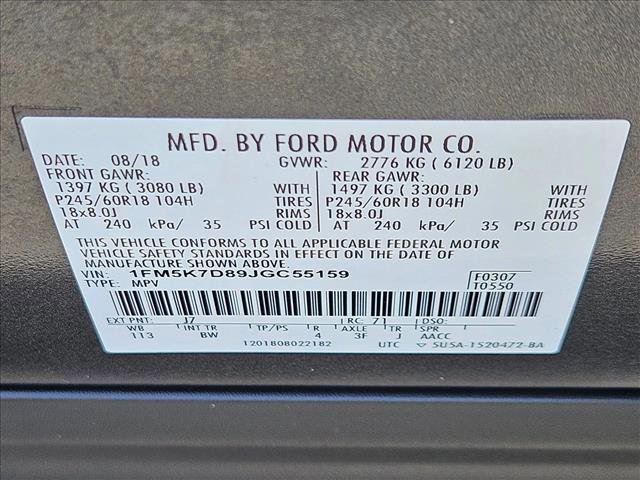 MFD. BY FORD MOTOR CO.
DATE: 08/18 GVWR: 2776 KG ( 6120 LB)
FRONT GAWR: REAR GAWR:
1397 KG ( 3080 LB) WITH 1497 KG ( 3300 LB) WITH
P245/60R18 104H TIRES P245/60R18 104H TIRES
18x8.0J RIMS 18x8.0J RIMS
AT 240 kPa/ 35 PSI COLD AT 240 kPa/ 35 PSI COLD
THIS VEHICLE CONFORMS TO ALL APPLICABLE FEDERAL MOTOR
VEHICLE SAFETY STANDARDS IN EFFECT ON THE DATE OF
MANUFACTURE SHOWN ABOVE.
VIN: 1FM5K7D89JGC55159 F0307
TYPE: MPV T0550
EXT PNT: J7 RC: 71 DSO:
WB INT TR TP/PS R AXLE TR SPR
113 BW 4 3F J AACC
1201808022182 UTC ▽ 5U5A-1520472-BA